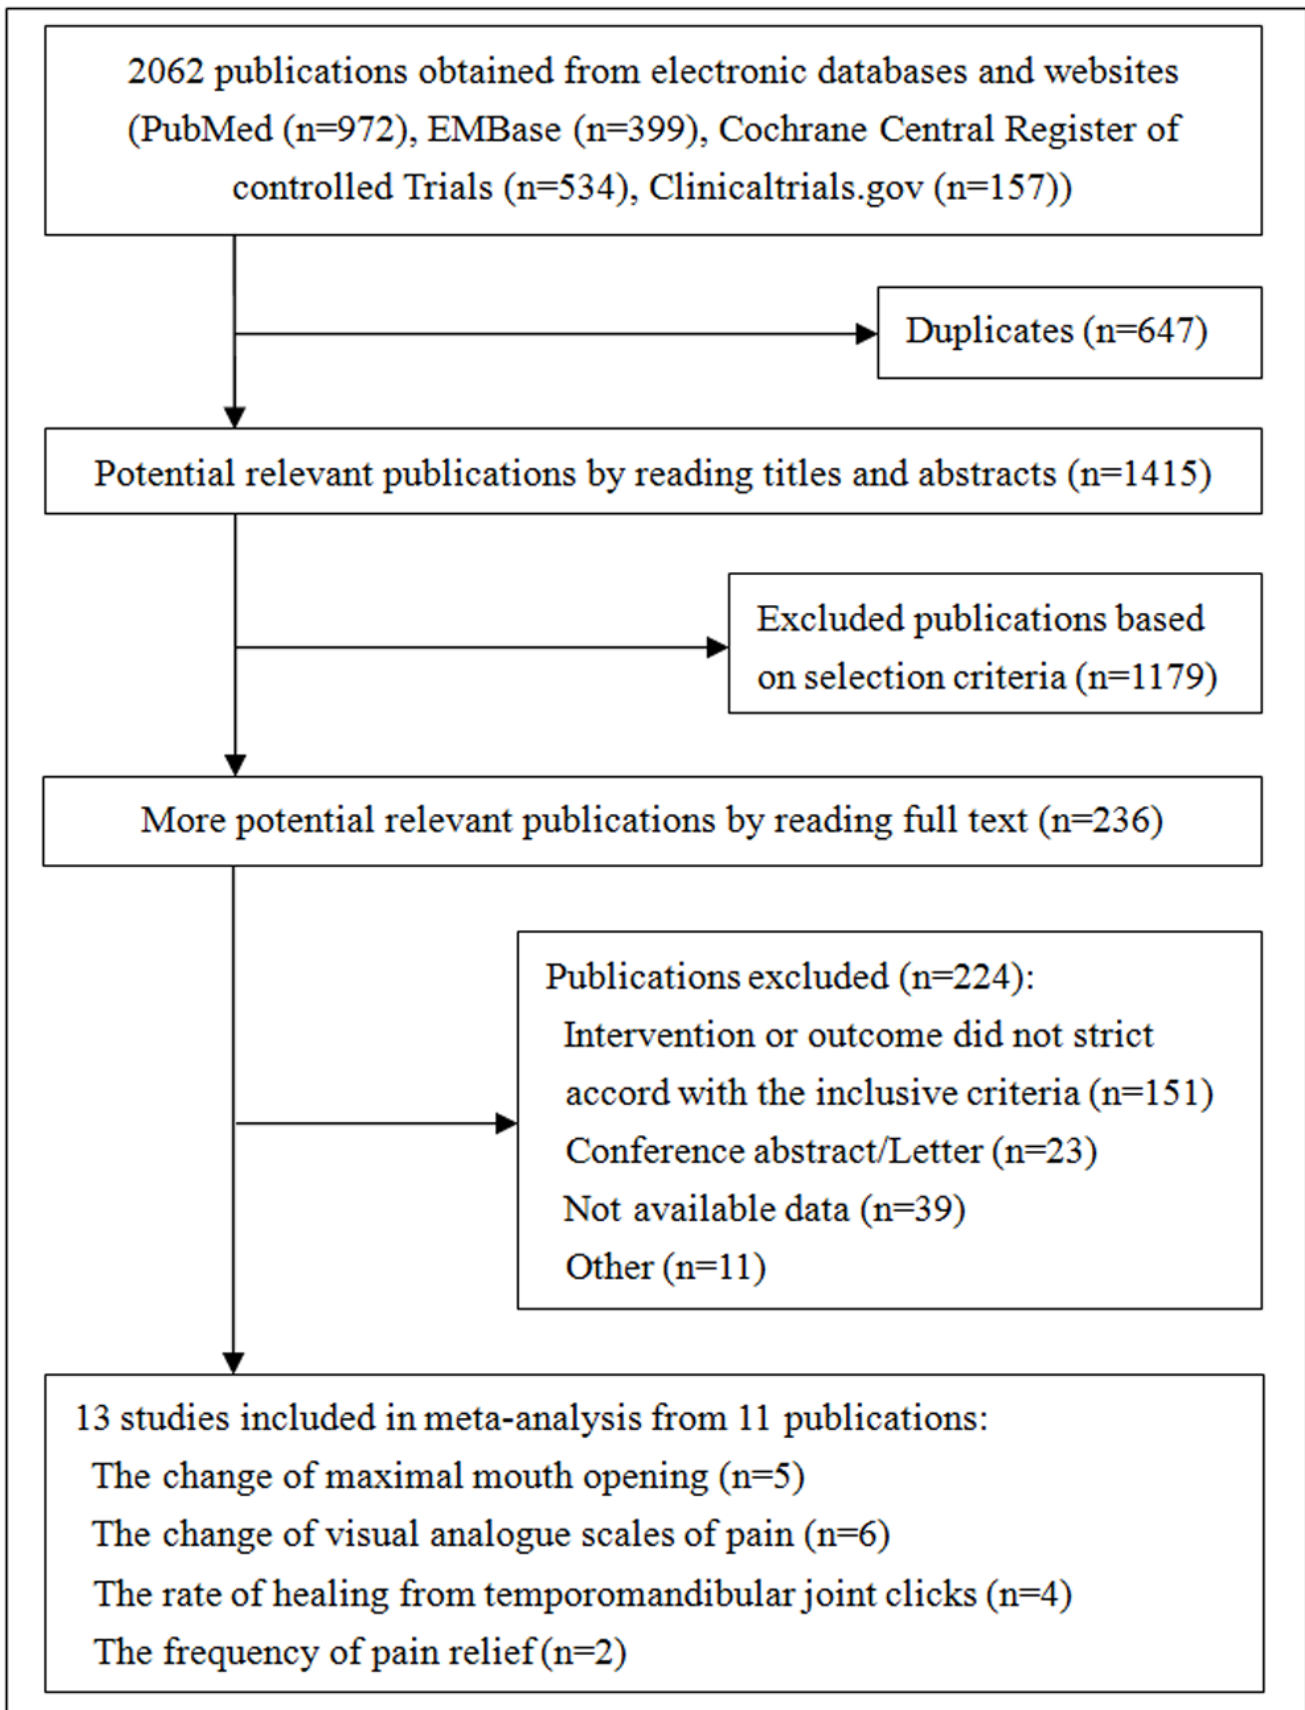 2062 publications obtained from electronic databases and websites
(PubMed (n=972), EMBase (n=399), Cochrane Central Register of
controlled Trials (n=534), Clinicaltrials.gov (n=157))
Duplicates (n=647)
Potential relevant publications by reading titles and abstracts (n=1415)
Excluded publications based
on selection criteria (n=1179)
More potential relevant publications by reading full text (n=236)
Publications excluded (n=224):
Intervention or outcome did not strict
accord with the inclusive criteria (n=151)
Conference abstract/Letter (n=23)
Not available data (n=39)
Other (n=11)
13 studies included in meta-analysis from 11 publications:
The change of maximal mouth opening (n=5)
The change of visual analogue scales of pain (n=6)
The rate of healing from temporomandibular joint clicks (n=4)
The frequency of pain relief (n=2)